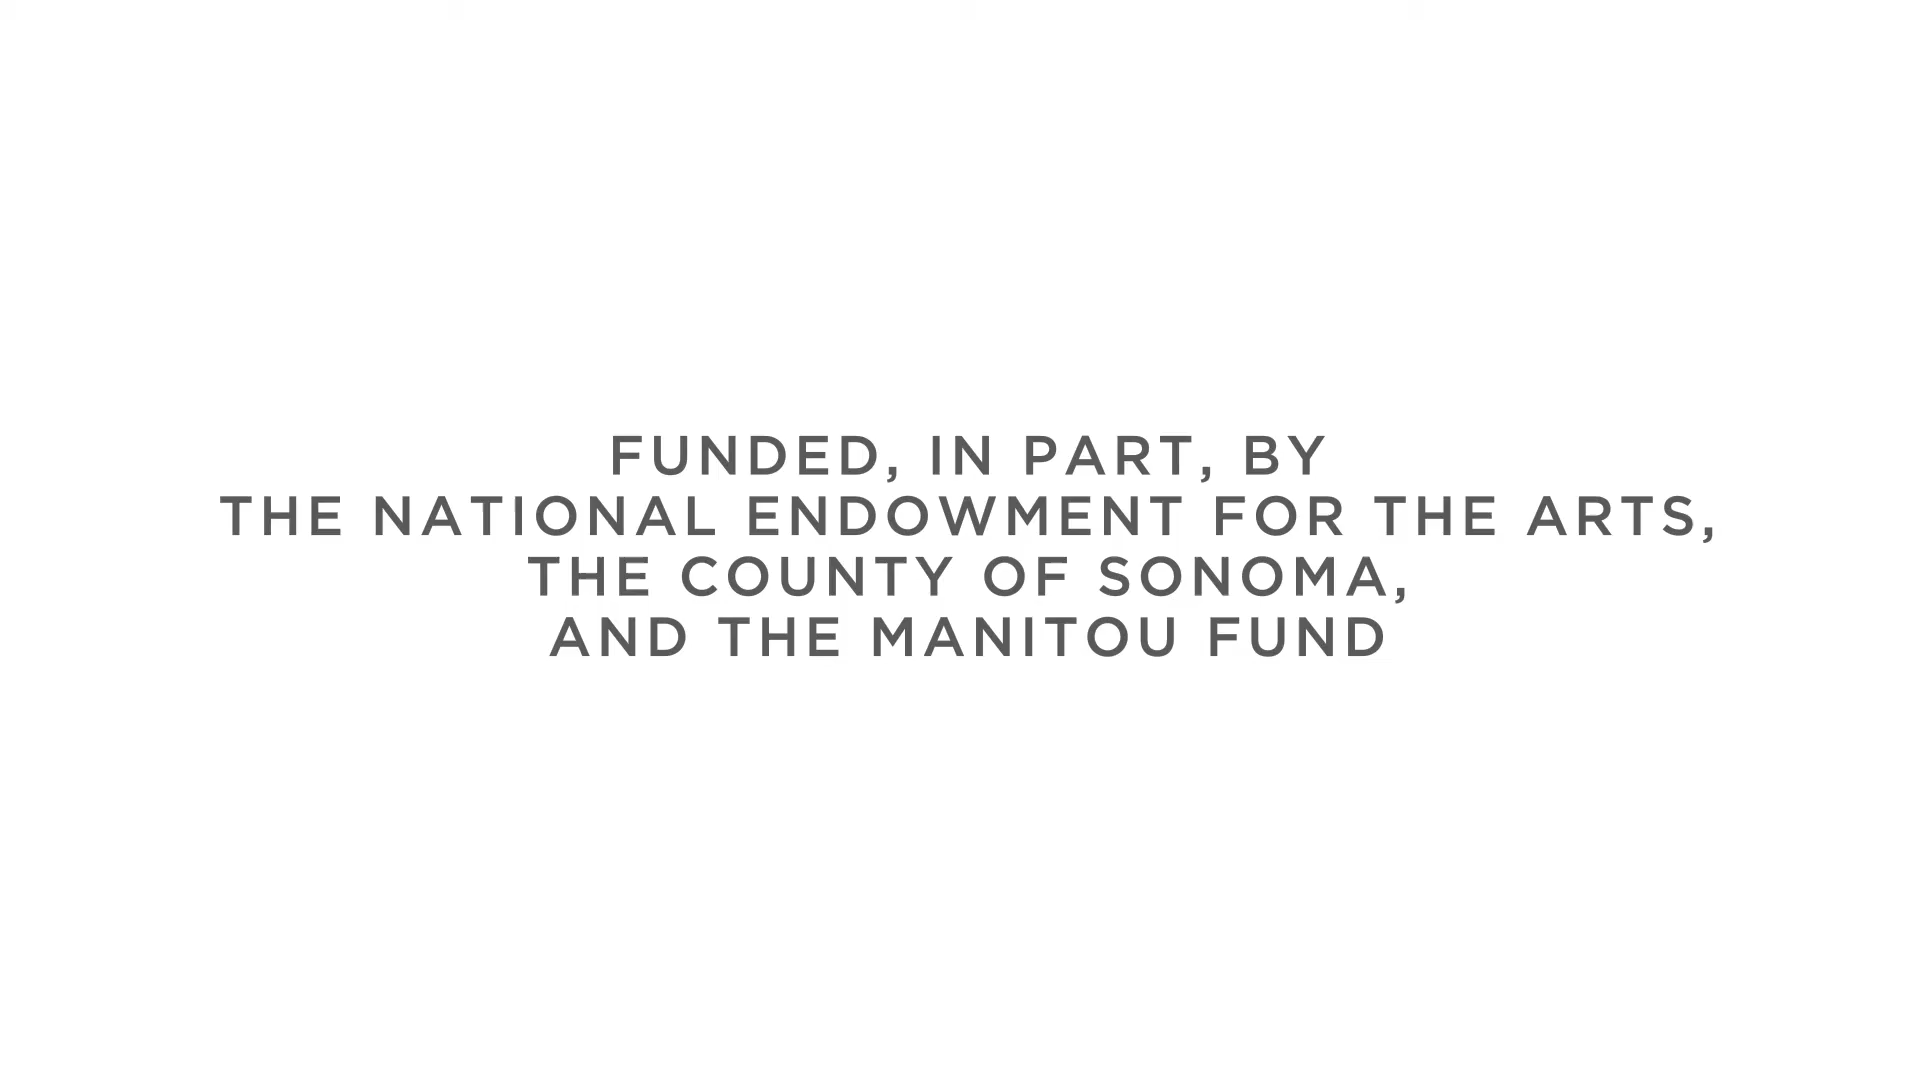 FUNDED, IN PART, BY
THE NATIONAL ENDOWMENT FOR THE ARTS,
THE COUNTY OF SONOMA,
AND THE MANITOU FUND